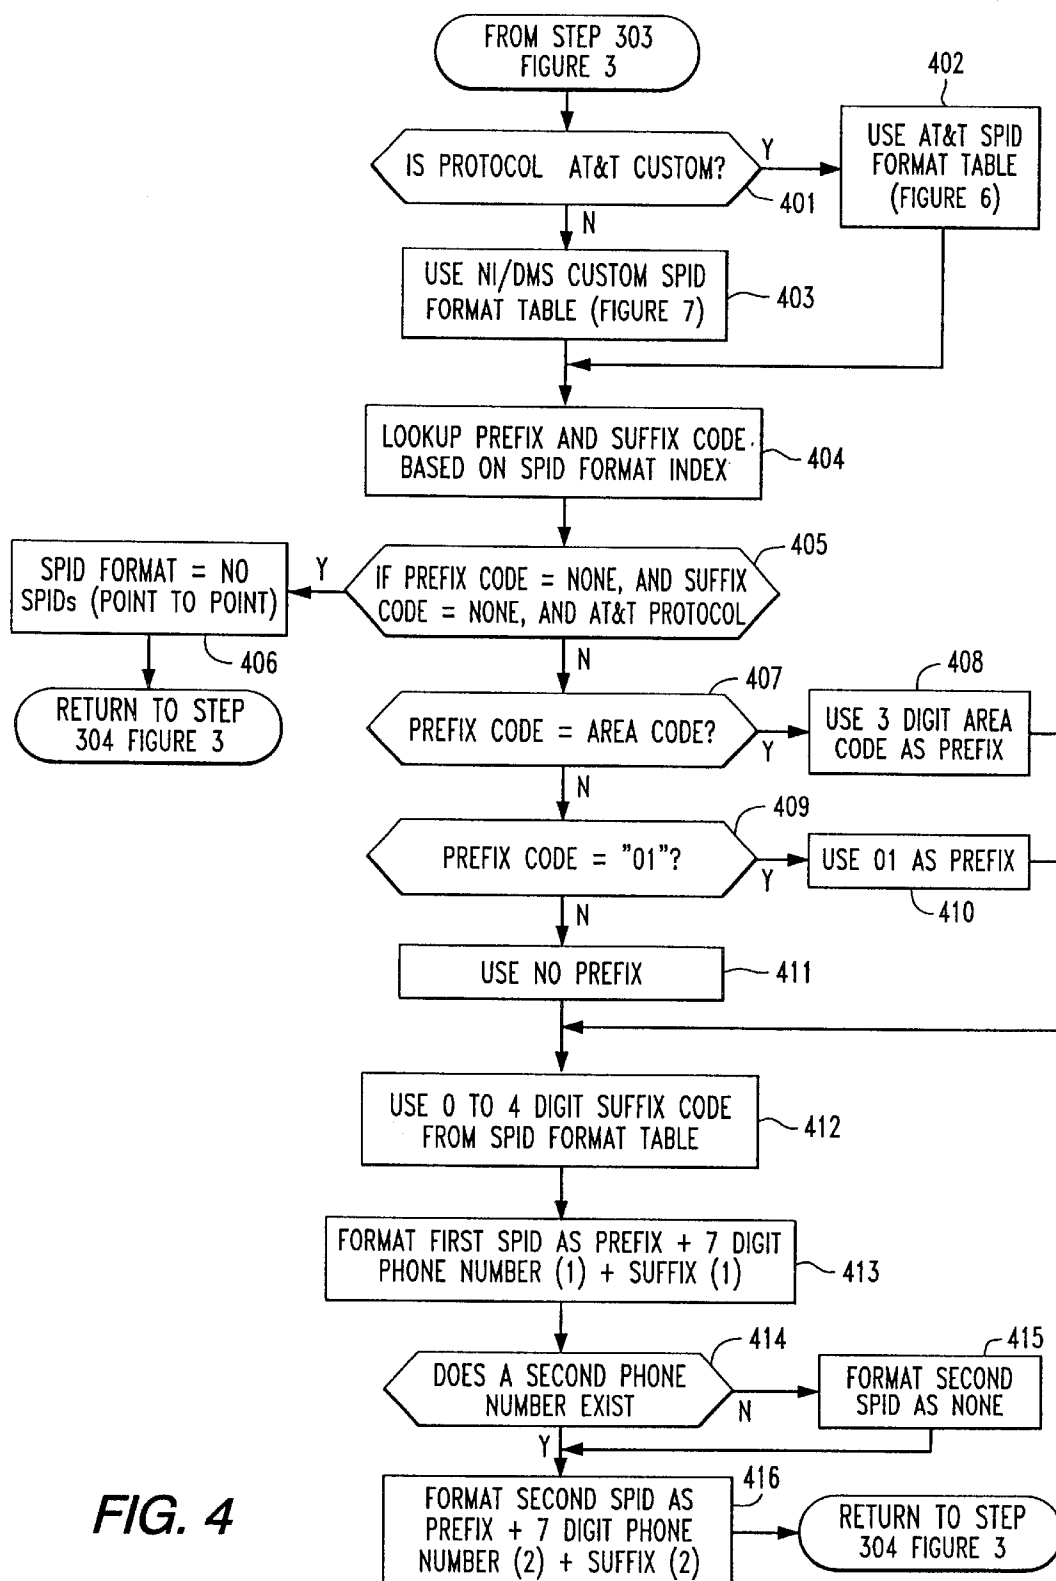 FROM STEP 303
FIGURE 3
402
IS PROTOCOL AT&T CUSTOM?
Y
401
USE AT&T SPID
FORMAT TABLE
(FIGURE 6)
N
USE NI/DMS CUSTOM SPID
FORMAT TABLE (FIGURE 7)
403
LOOKUP PREFIX AND SUFFIX CODE
BASED ON SPID FORMAT INDEX
404
405
SPID FORMAT = NO
SPIDs (POINT TO POINT)
Y
IF PREFIX CODE = NONE, AND SUFFIX
CODE = NONE, AND AT&T PROTOCOL
406
N
RETURN TO STEP
304 FIGURE 3
407
PREFIX CODE = AREA CODE?
Y
408
USE 3 DIGIT AREA
CODE AS PREFIX
N
409
PREFIX CODE = "01"?
Y
USE 01 AS PREFIX
410
N
USE NO PREFIX
411
USE 0 TO 4 DIGIT SUFFIX CODE
FROM SPID FORMAT TABLE
412
FORMAT FIRST SPID AS PREFIX + 7 DIGIT
PHONE NUMBER (1) + SUFFIX (1)
413
414
DOES A SECOND PHONE
NUMBER EXIST
N
415
FORMAT SECOND
SPID AS NONE
Y
416
FORMAT SECOND SPID AS
PREFIX + 7 DIGIT PHONE
NUMBER (2) + SUFFIX (2)
RETURN TO STEP
304 FIGURE 3
FIG. 4